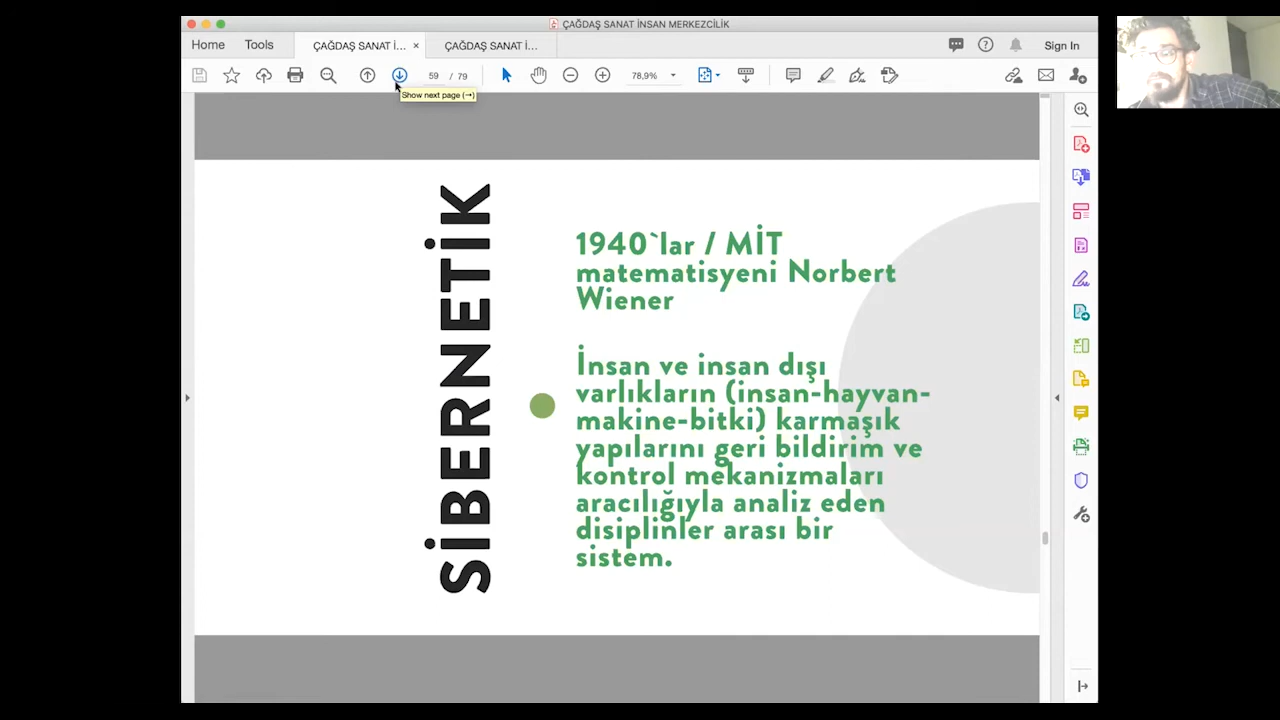 ÇAĞDAŞ SANAT İNSAN MERKEZCİLİK
Home Tools ÇAĞDAŞ SANAT İ... × ÇAĞDAŞ SANAT İ... Sign In
59 / 79 78,9%
Show next page (→)
SİBERNETİK
1940`lar / MİT
matematisyeni Norbert
Wiener
İnsan ve insan dışı
varlıkların (insan-hayvan-
makine-bitki) karmaşık
yapılarını geri bildirim ve
kontrol mekanizmaları
aracılığıyla analiz eden
disiplinler arası bir
sistem.